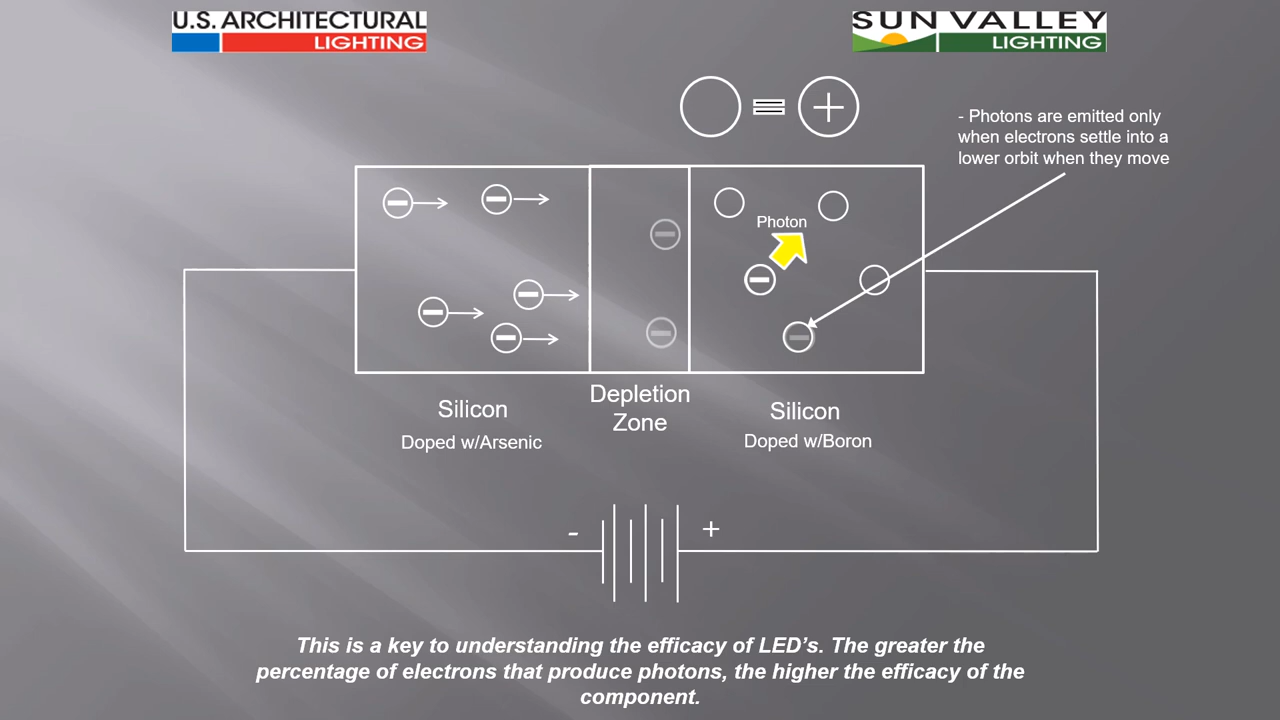 U.S. ARCHITECTURAL
LIGHTING
SUN VALLEY
LIGHTING
- Photons are emitted only
when electrons settle into a
lower orbit when they move
Photon
Silicon
Doped w/Arsenic
Depletion
Zone
Silicon
Doped w/Boron
-
+
This is a key to understanding the efficacy of LED’s. The greater the
percentage of electrons that produce photons, the higher the efficacy of the
component.